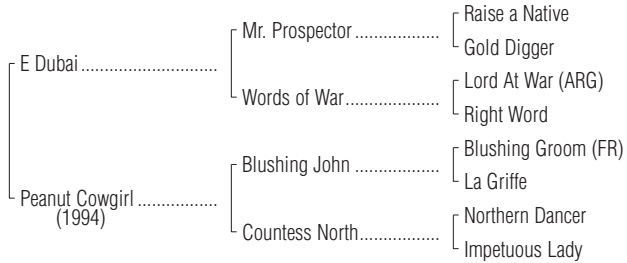 Raise a Native
Mr. Prospector ..................
Gold Digger
E Dubai.............................
Lord At War (ARG)
Words of War....................
Right Word
Blushing Groom (FR)
Blushing John ..................
La Griffe
Peanut Cowgirl .................
(1994)
Northern Dancer
Countess North.................
Impetuous Lady